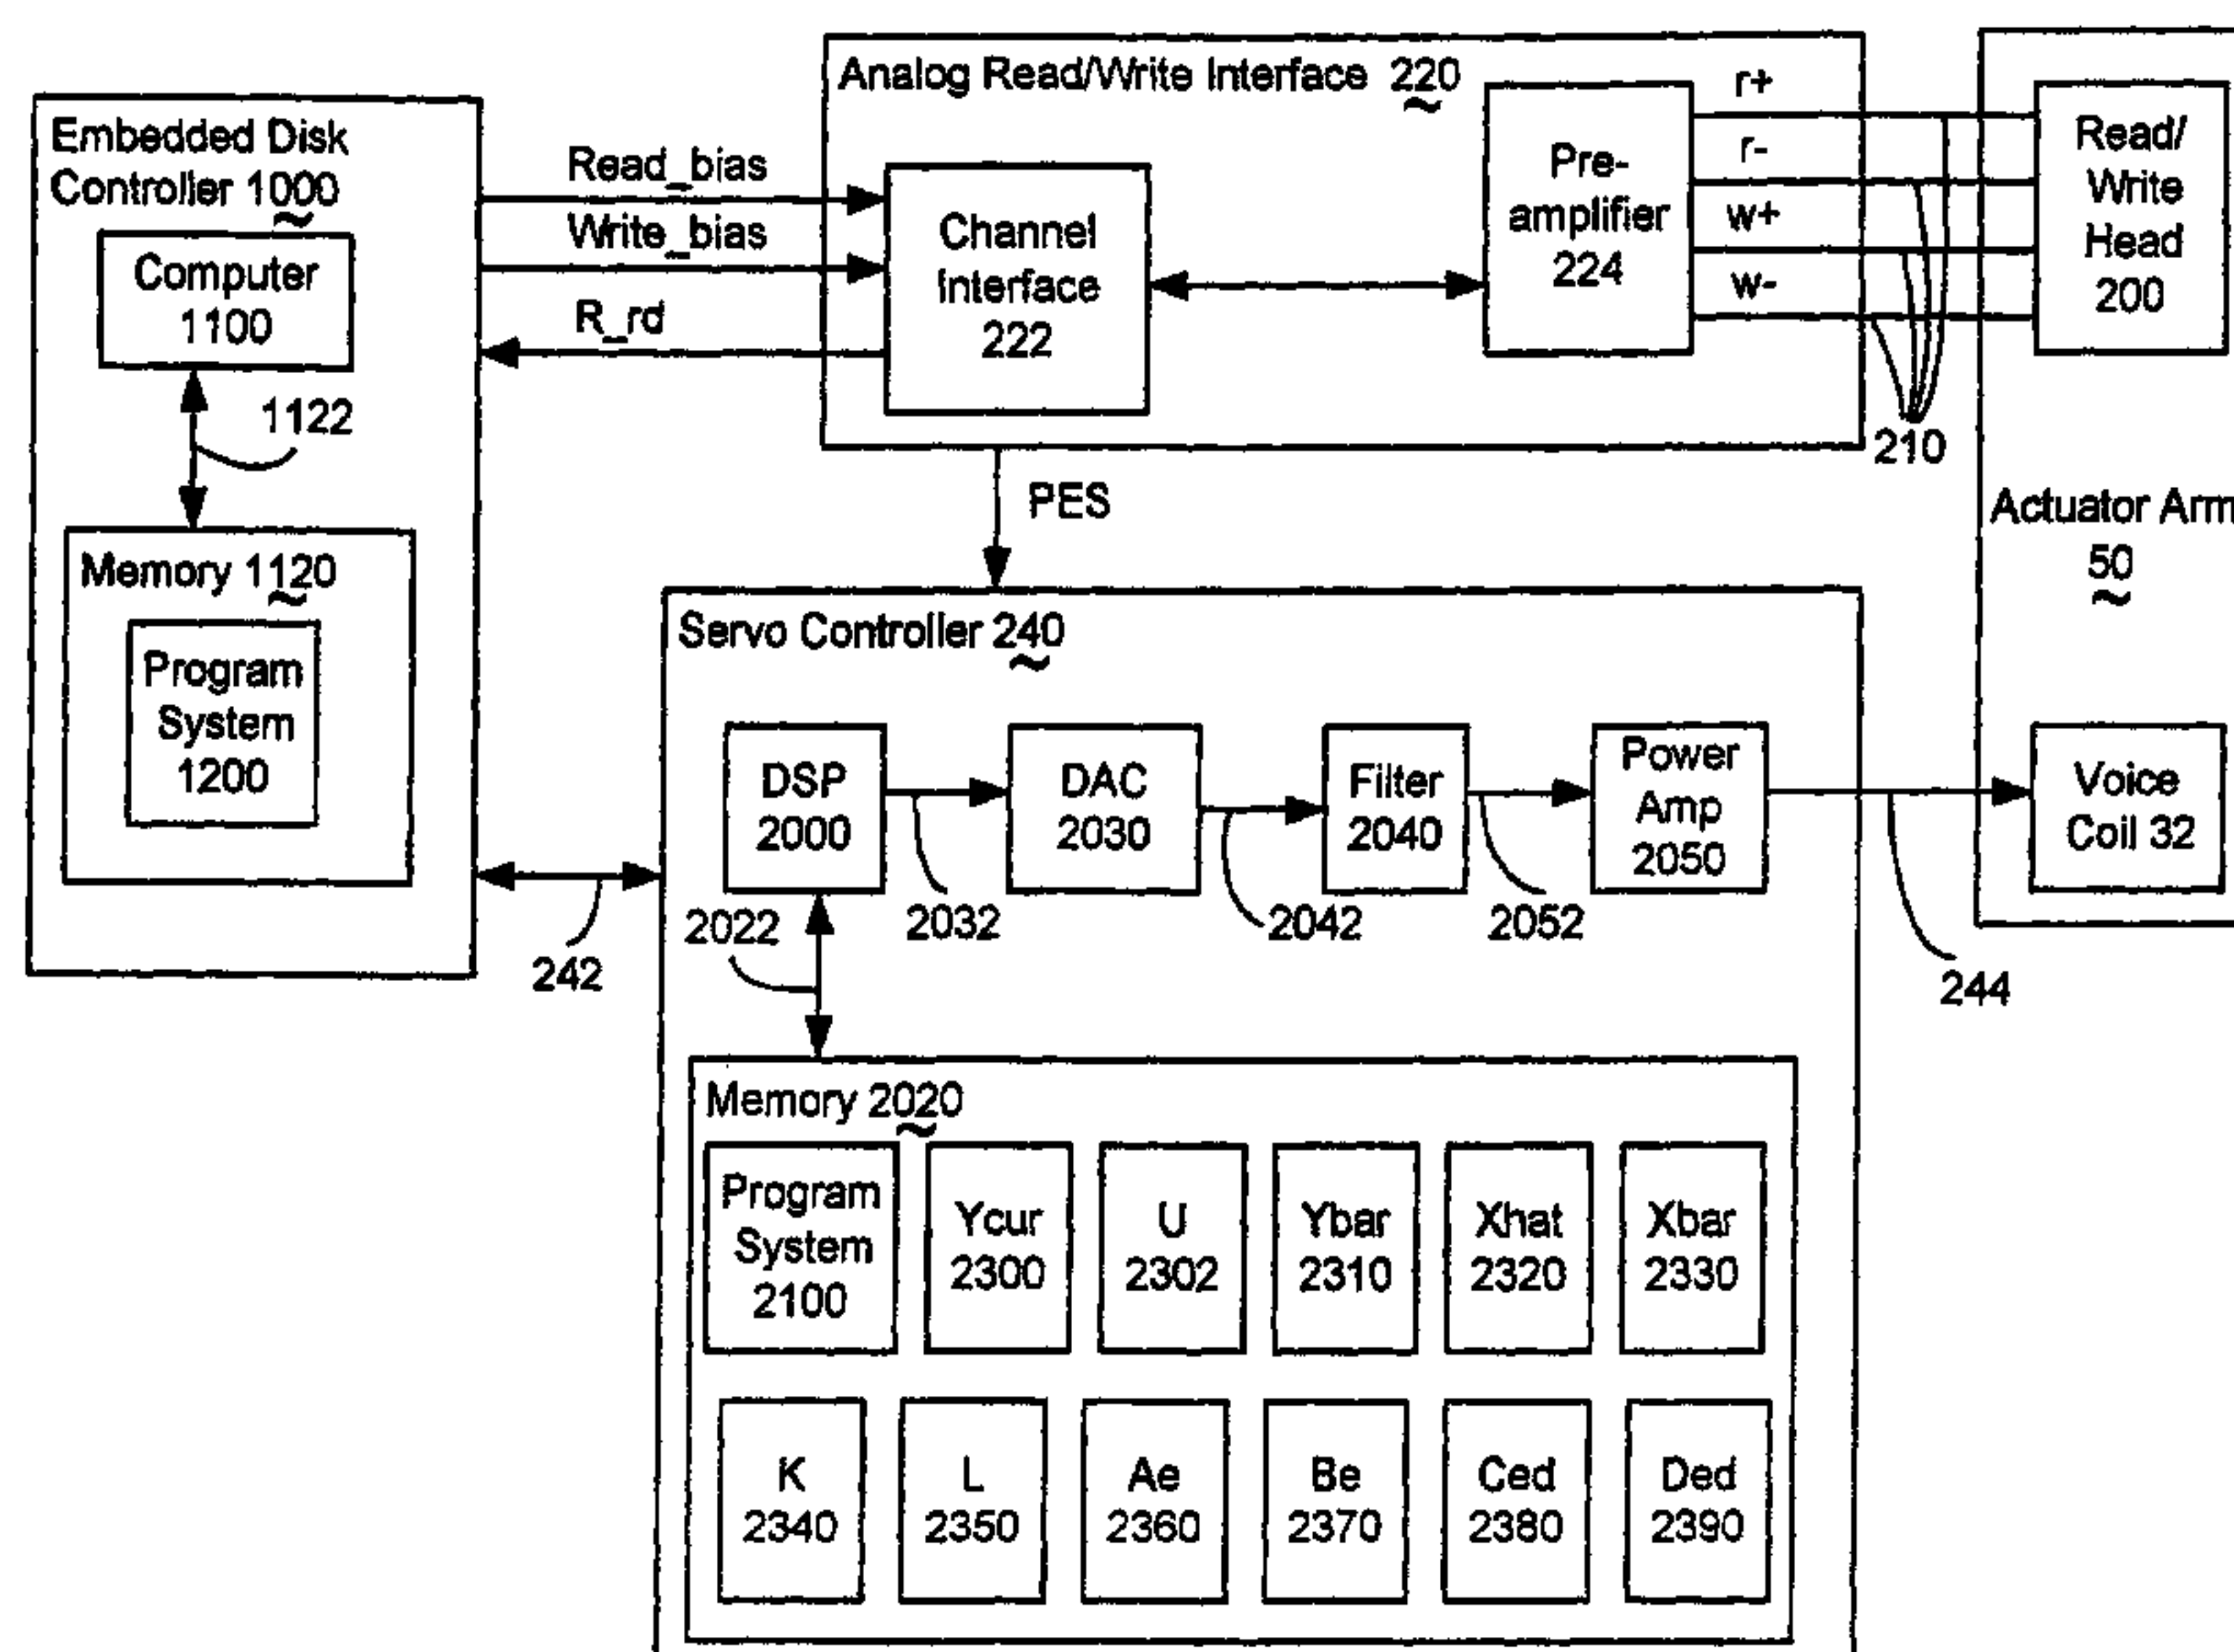 Embedded Disk
Controller 1000
Computer
1100
1122
Memory 1120
Program
System
1200
Read_bias
Write_bias
R_rd
Analog Read/Write Interface 220
Channel
Interface
222
Pre-
amplifier
224
r+
r-
w+
w-
210
Read/
Write
Head
200
Actuator Arm
50
PES
242
Servo Controller 240
DSP
2000
2032
DAC
2030
2042
Filter
2040
2052
Power
Amp
2050
244
Voice
Coil 32
2022
Memory 2020
Program
System
2100
Ycur
2300
U
2302
Ybar
2310
Xhat
2320
Xbar
2330
K
2340
L
2350
Ae
2360
Be
2370
Ced
2380
Ded
2390